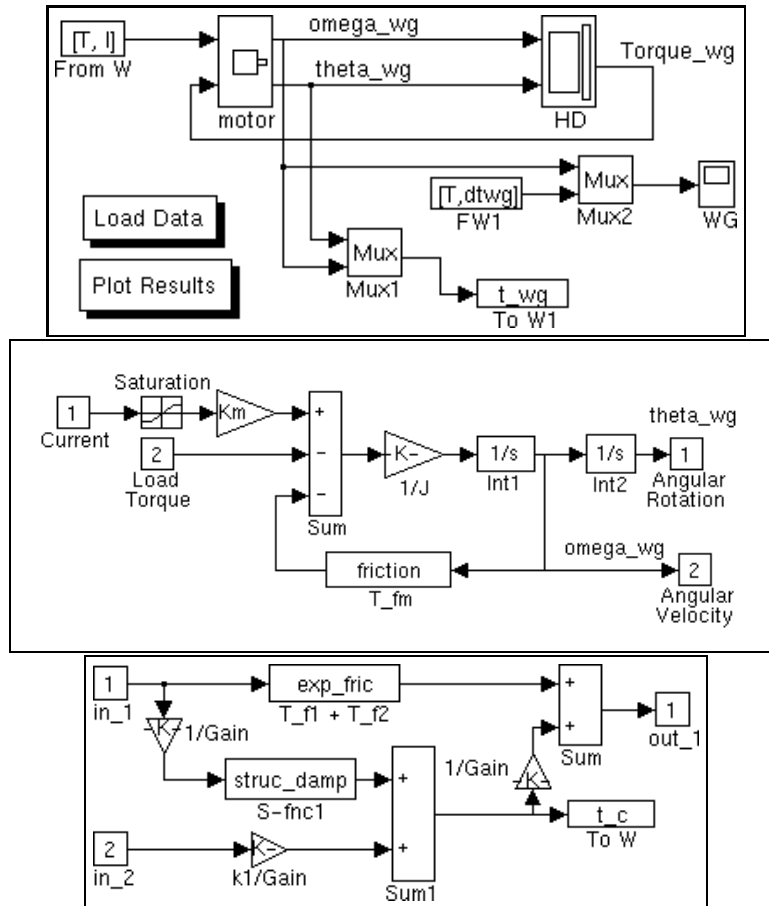 [T, I]
From W
motor
omega_wg
theta_wg
HD
Torque_wg
Load Data
Plot Results
Mux
Mux1
[T,dtwg]
FW1
Mux
Mux2
WG
t_wg
To W1
Saturation
1
Current
Km
2
Load
Torque
+
−
−
Sum
-K-
1/J
1/s
Int1
1/s
Int2
theta_wg
1
Angular
Rotation
friction
T_fm
omega_wg
2
Angular
Velocity
1
in_1
exp_fric
T_f1 + T_f2
+
+
Sum
1
out_1
-K-
1/Gain
struc_damp
S-fnc1
+
+
Sum1
1/Gain
-K-
t_c
To W
2
in_2
K-
k1/Gain